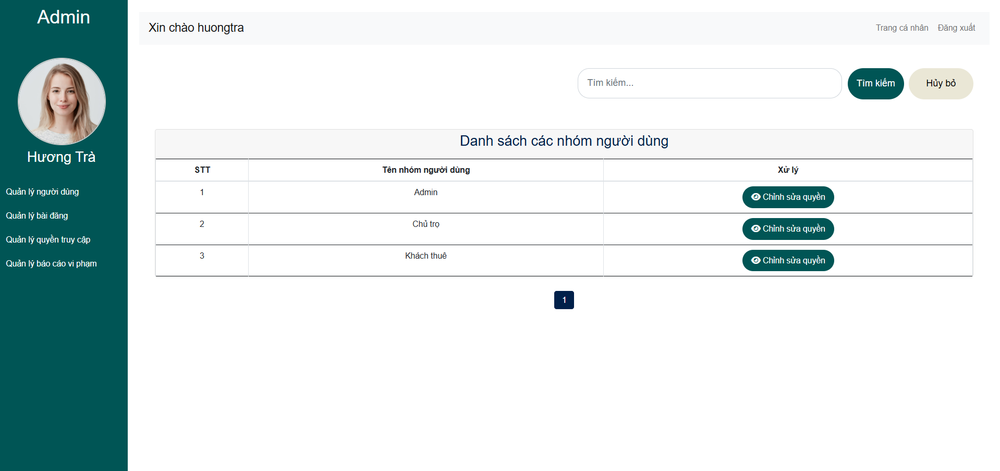 Admin
Hương Trà
Quản lý người dùng
Quản lý bài đăng
Quản lý quyền truy cập
Quản lý báo cáo vi phạm
Xin chào huongtra
Trang cá nhân Đăng xuất
Tìm kiếm... Tìm kiếm Hủy bỏ
Danh sách các nhóm người dùng
STT Tên nhóm người dùng Xử lý
1 Admin Chỉnh sửa quyền
2 Chủ trọ Chỉnh sửa quyền
3 Khách thuê Chỉnh sửa quyền
1